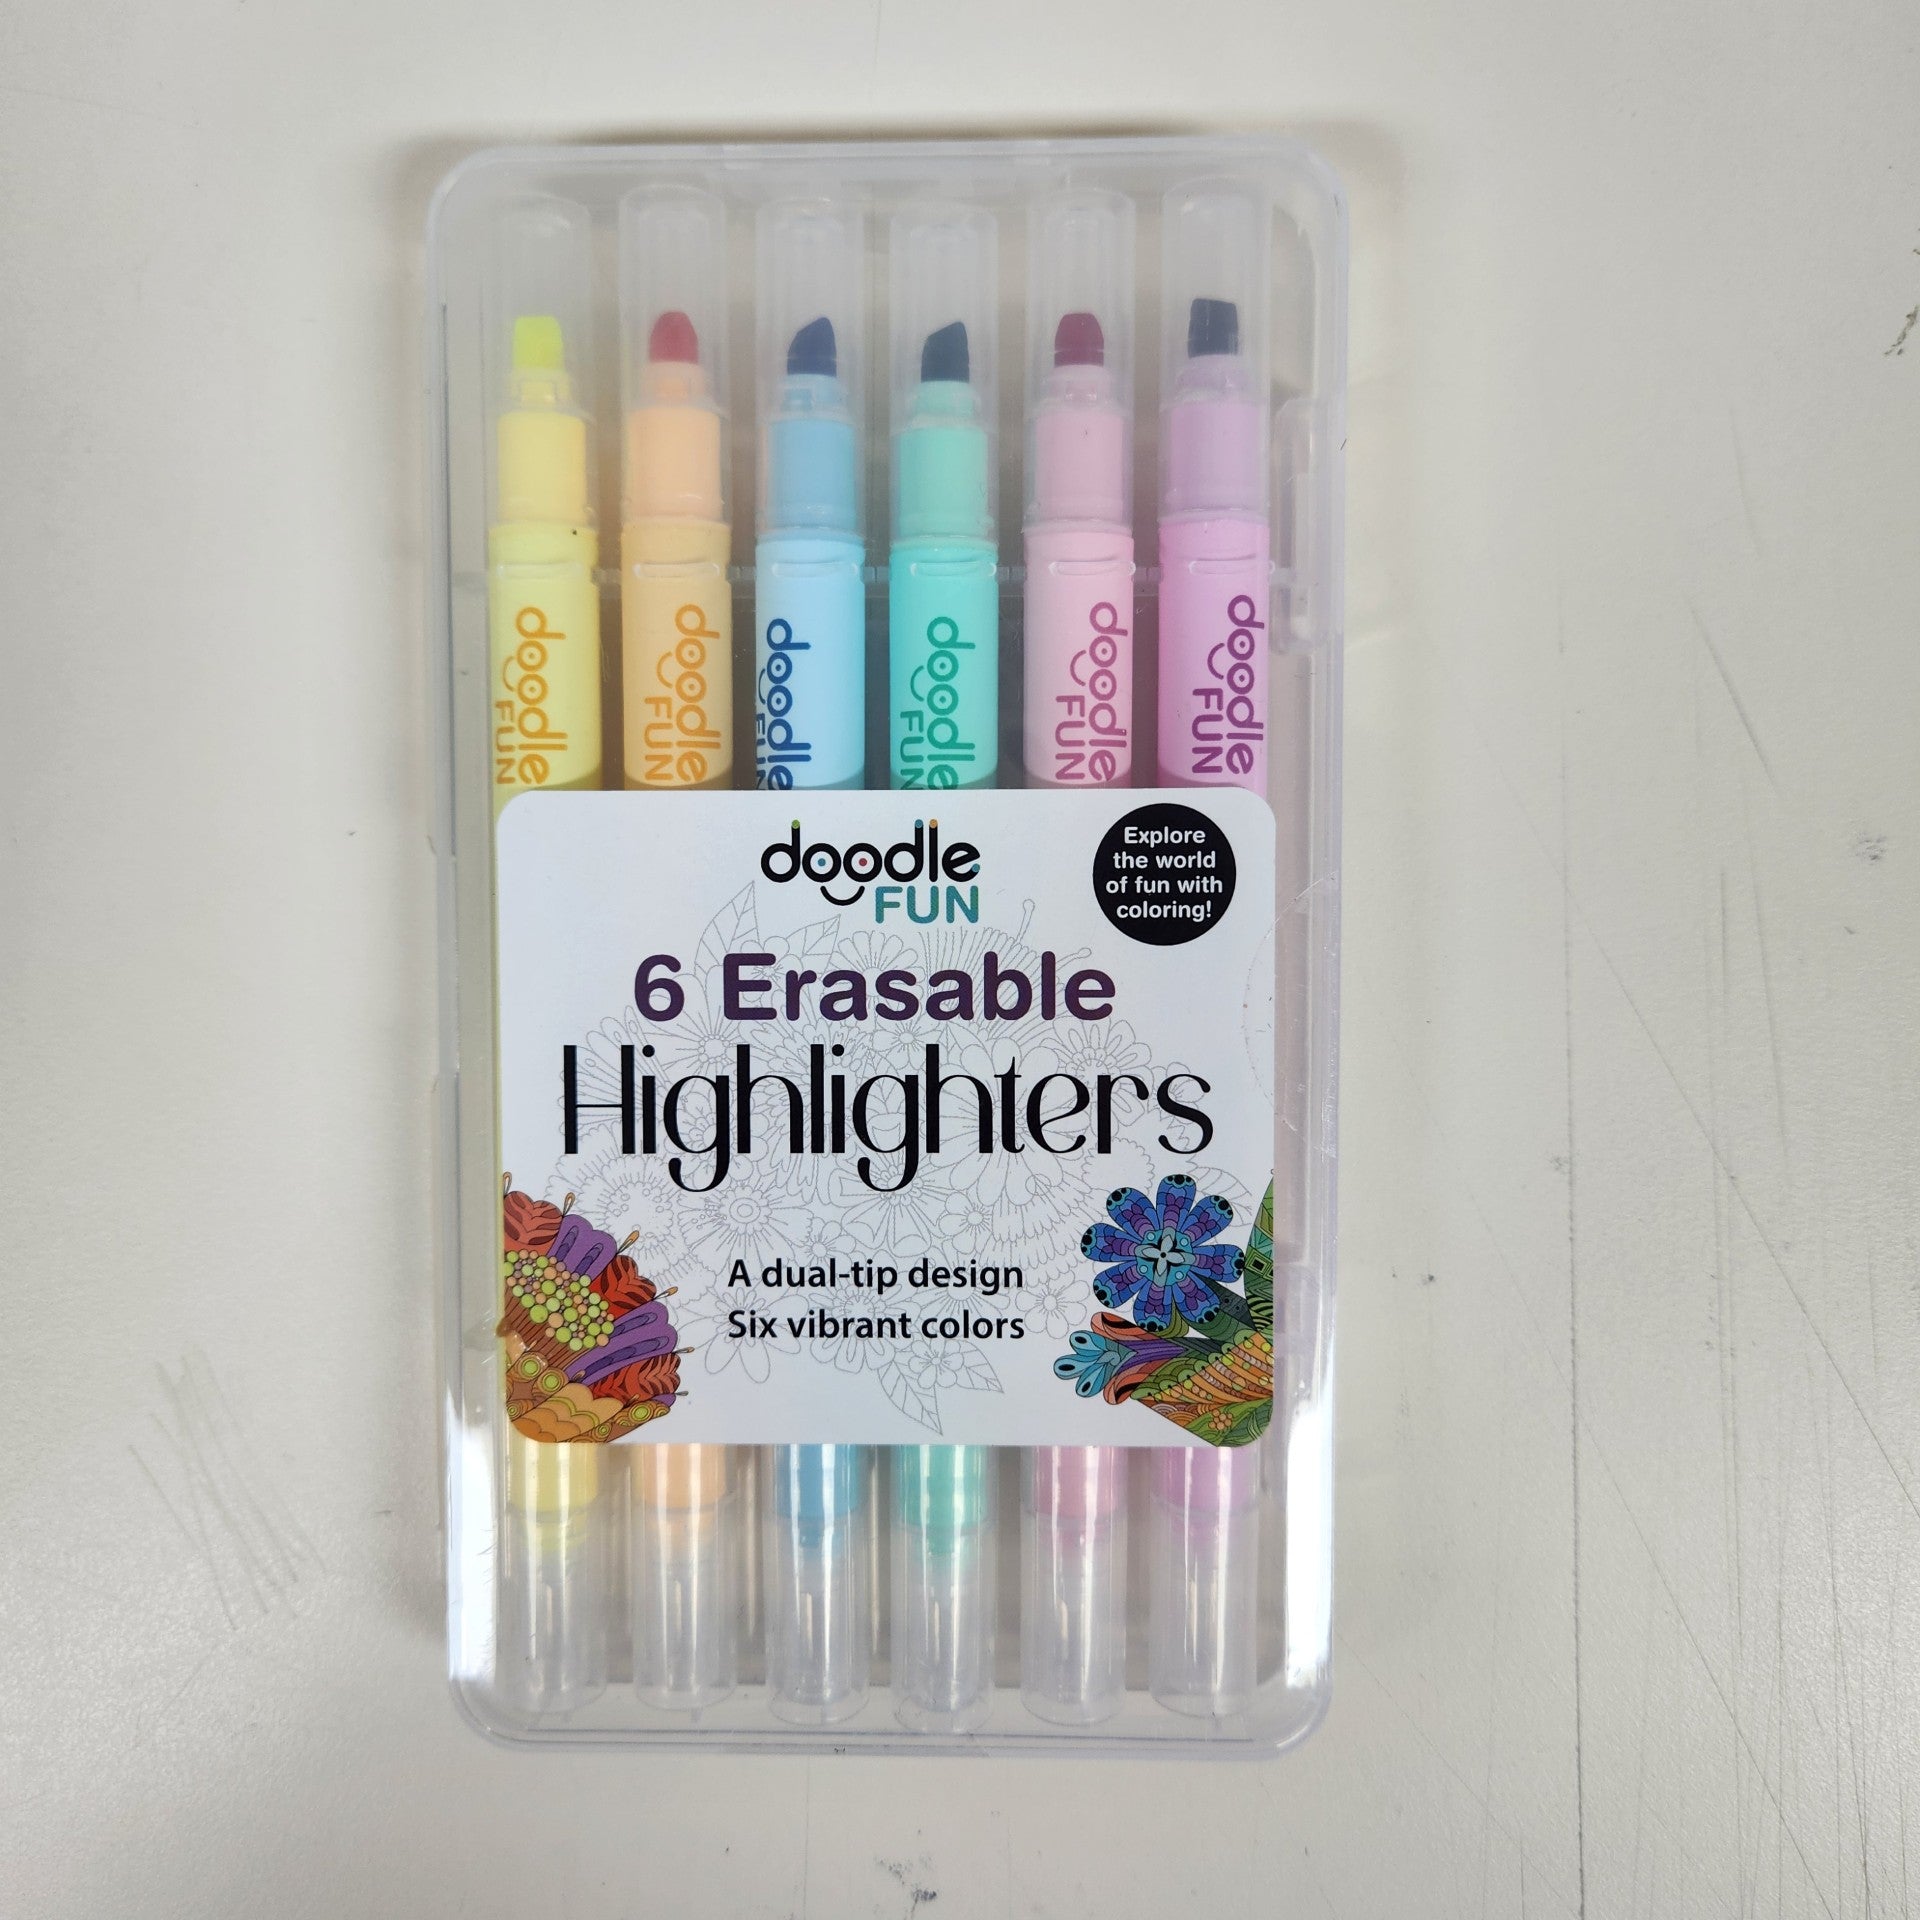 doodle
FUN
doodle
FUN
doodle
FUN
doodle
FUN
doodle
FUN
doodle
FUN
doodle
FUN
Explore
the world
of fun with
coloring!
6 Erasable
Highlighters
A dual-tip design
Six vibrant colors